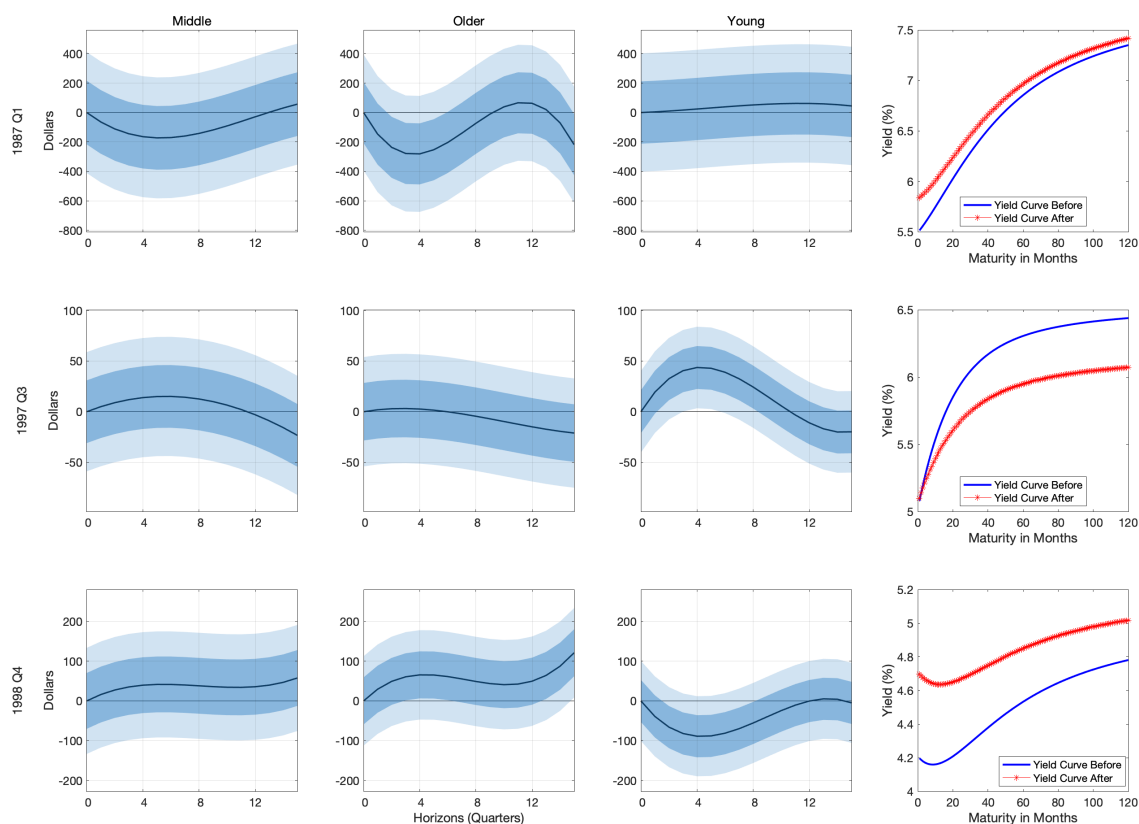 Middle
Older
Young
1987 Q1
Dollars
400
200
0
-200
-400
-600
-800
0 4 8 12
400
200
0
-200
-400
-600
-800
0 4 8 12
400
200
0
-200
-400
-600
-800
0 4 8 12
Yield (%)
7.5
7
6.5
6
5.5
0 20 40 60 80 100 120
Maturity in Months
Yield Curve Before
Yield Curve After
1997 Q3
Dollars
100
50
0
-50
0 4 8 12
100
50
0
-50
0 4 8 12
100
50
0
-50
0 4 8 12
Yield (%)
6.5
6
5.5
5
0 20 40 60 80 100 120
Maturity in Months
Yield Curve Before
Yield Curve After
1998 Q4
Dollars
200
100
0
-100
-200
0 4 8 12
200
100
0
-100
-200
0 4 8 12
Horizons (Quarters)
200
100
0
-100
-200
0 4 8 12
Yield (%)
5.2
5
4.8
4.6
4.4
4.2
4
0 20 40 60 80 100 120
Maturity in Months
Yield Curve Before
Yield Curve After